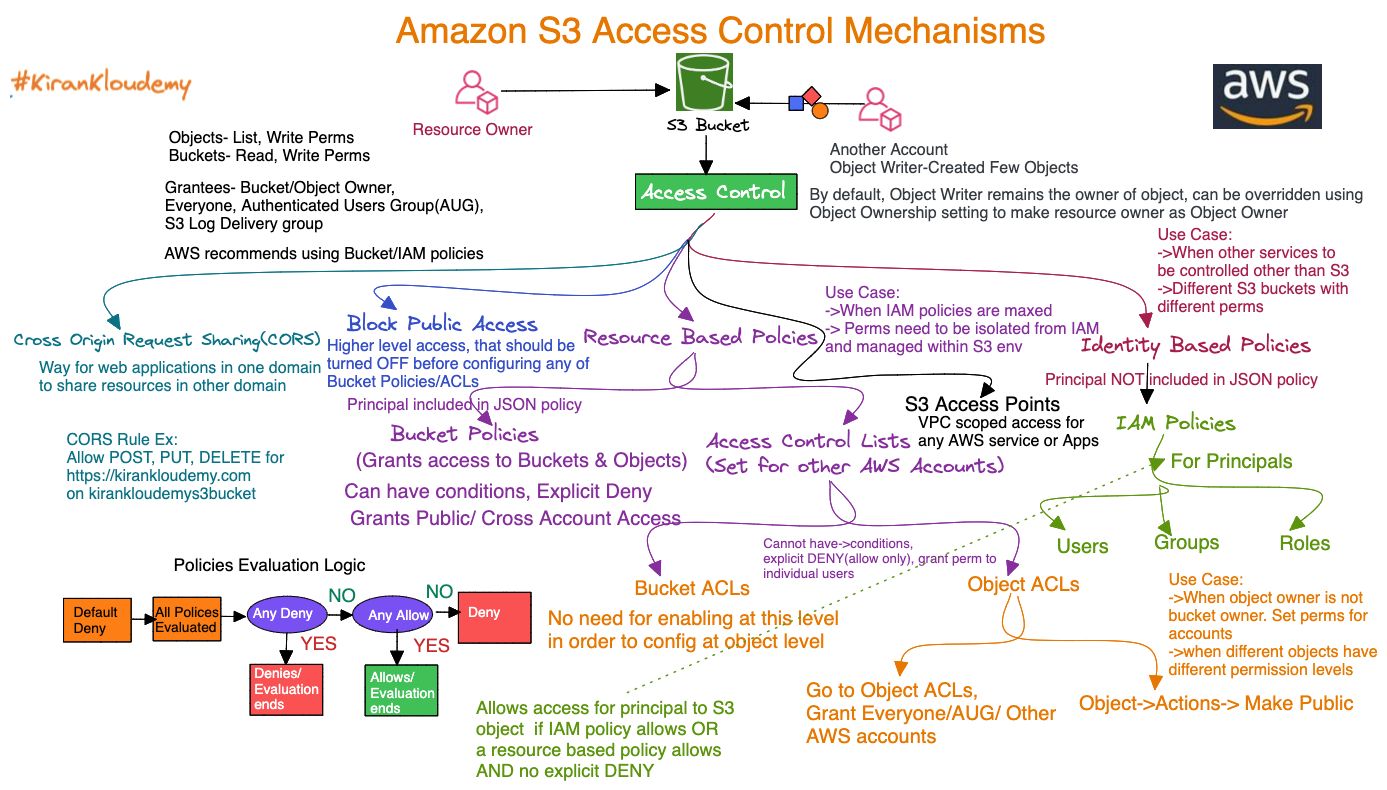 Amazon S3 Access Control Mechanisms
#KiranKloudemy
aws
Resource Owner
S3 Bucket
Another Account
Object Writer-Created Few Objects
Objects- List, Write Perms
Buckets- Read, Write Perms
Grantees- Bucket/Object Owner,
Everyone, Authenticated Users Group(AUG),
S3 Log Delivery group
AWS recommends using Bucket/IAM policies
Access Control
By default, Object Writer remains the owner of object, can be overridden using
Object Ownership setting to make resource owner as Object Owner
Use Case:
->When other services to
be controlled other than S3
->Different S3 buckets with
different perms
Cross Origin Request Sharing(CORS)
Way for web applications in one domain
to share resources in other domain
CORS Rule Ex:
Allow POST, PUT, DELETE for
https://kirankloudemy.com
on kirankloudemys3bucket
Block Public Access
Higher level access, that should be
turned OFF before configuring any of
Bucket Policies/ACLs
Resource Based Policies
Use Case:
->When IAM policies are maxed
-> Perms need to be isolated from IAM
and managed within S3 env
Identity Based Policies
Principal NOT included in JSON policy
S3 Access Points
VPC scoped access for
any AWS service or Apps
IAM Policies
For Principals
Users
Groups
Roles
Principal included in JSON policy
Bucket Policies
(Grants access to Buckets & Objects)
Can have conditions, Explicit Deny
Grants Public/ Cross Account Access
Access Control Lists
(Set for other AWS Accounts)
Cannot have->conditions,
explicit DENY(allow only), grant perm to
individual users
Bucket ACLs
No need for enabling at this level
in order to config at object level
Object ACLs
Use Case:
->When object owner is not
bucket owner. Set perms for
accounts
->when different objects have
different permission levels
Go to Object ACLs,
Grant Everyone/AUG/ Other
AWS accounts
Object->Actions-> Make Public
Policies Evaluation Logic
Default
Deny
All Polices
Evaluated
Any Deny
NO
Any Allow
NO
Deny
YES
YES
Denies/
Evaluation
ends
Allows/
Evaluation
ends
Allows access for principal to S3
object if IAM policy allows OR
a resource based policy allows
AND no explicit DENY